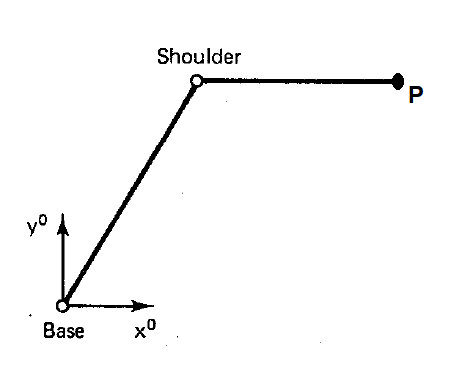 Shoulder
P
y⁰
Base
x⁰